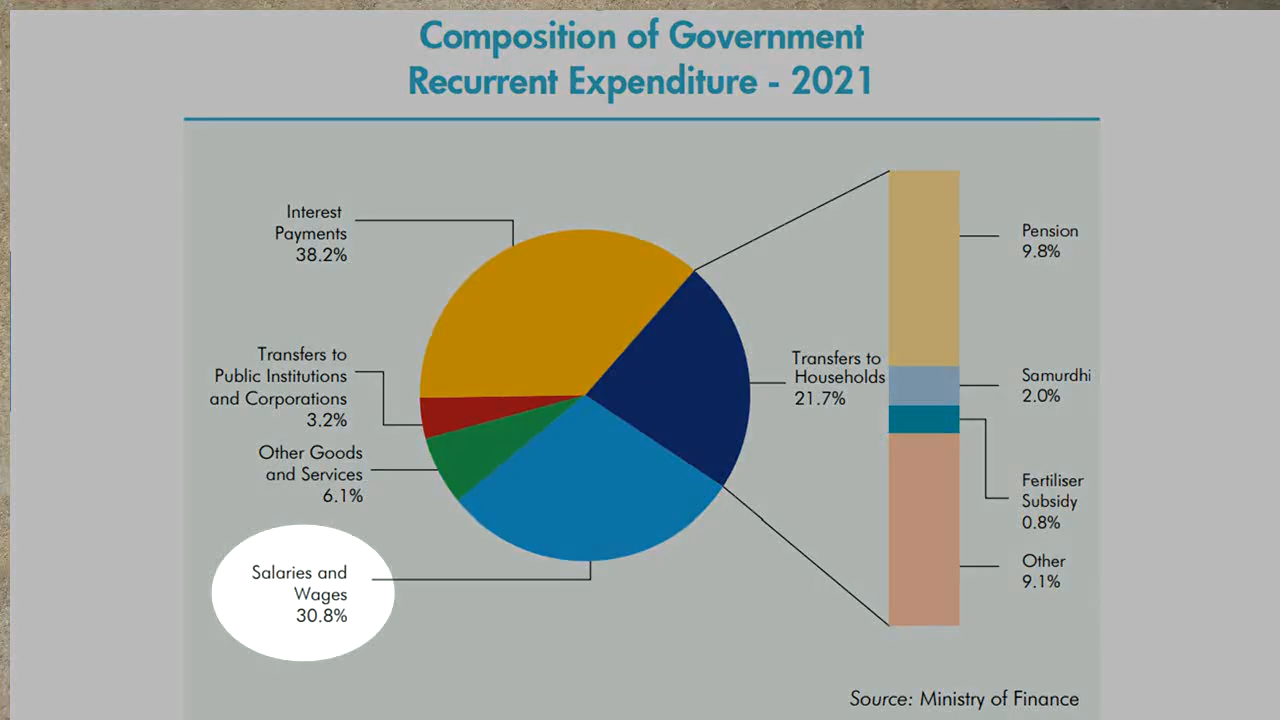 Composition of Government
Recurrent Expenditure - 2021
Interest
Payments
38.2%
Transfers to
Public Institutions
and Corporations
3.2%
Other Goods
and Services
6.1%
Salaries and
Wages
30.8%
Transfers to
Households
21.7%
Pension
9.8%
Samurdhi
2.0%
Fertiliser
Subsidy
0.8%
Other
9.1%
Source: Ministry of Finance